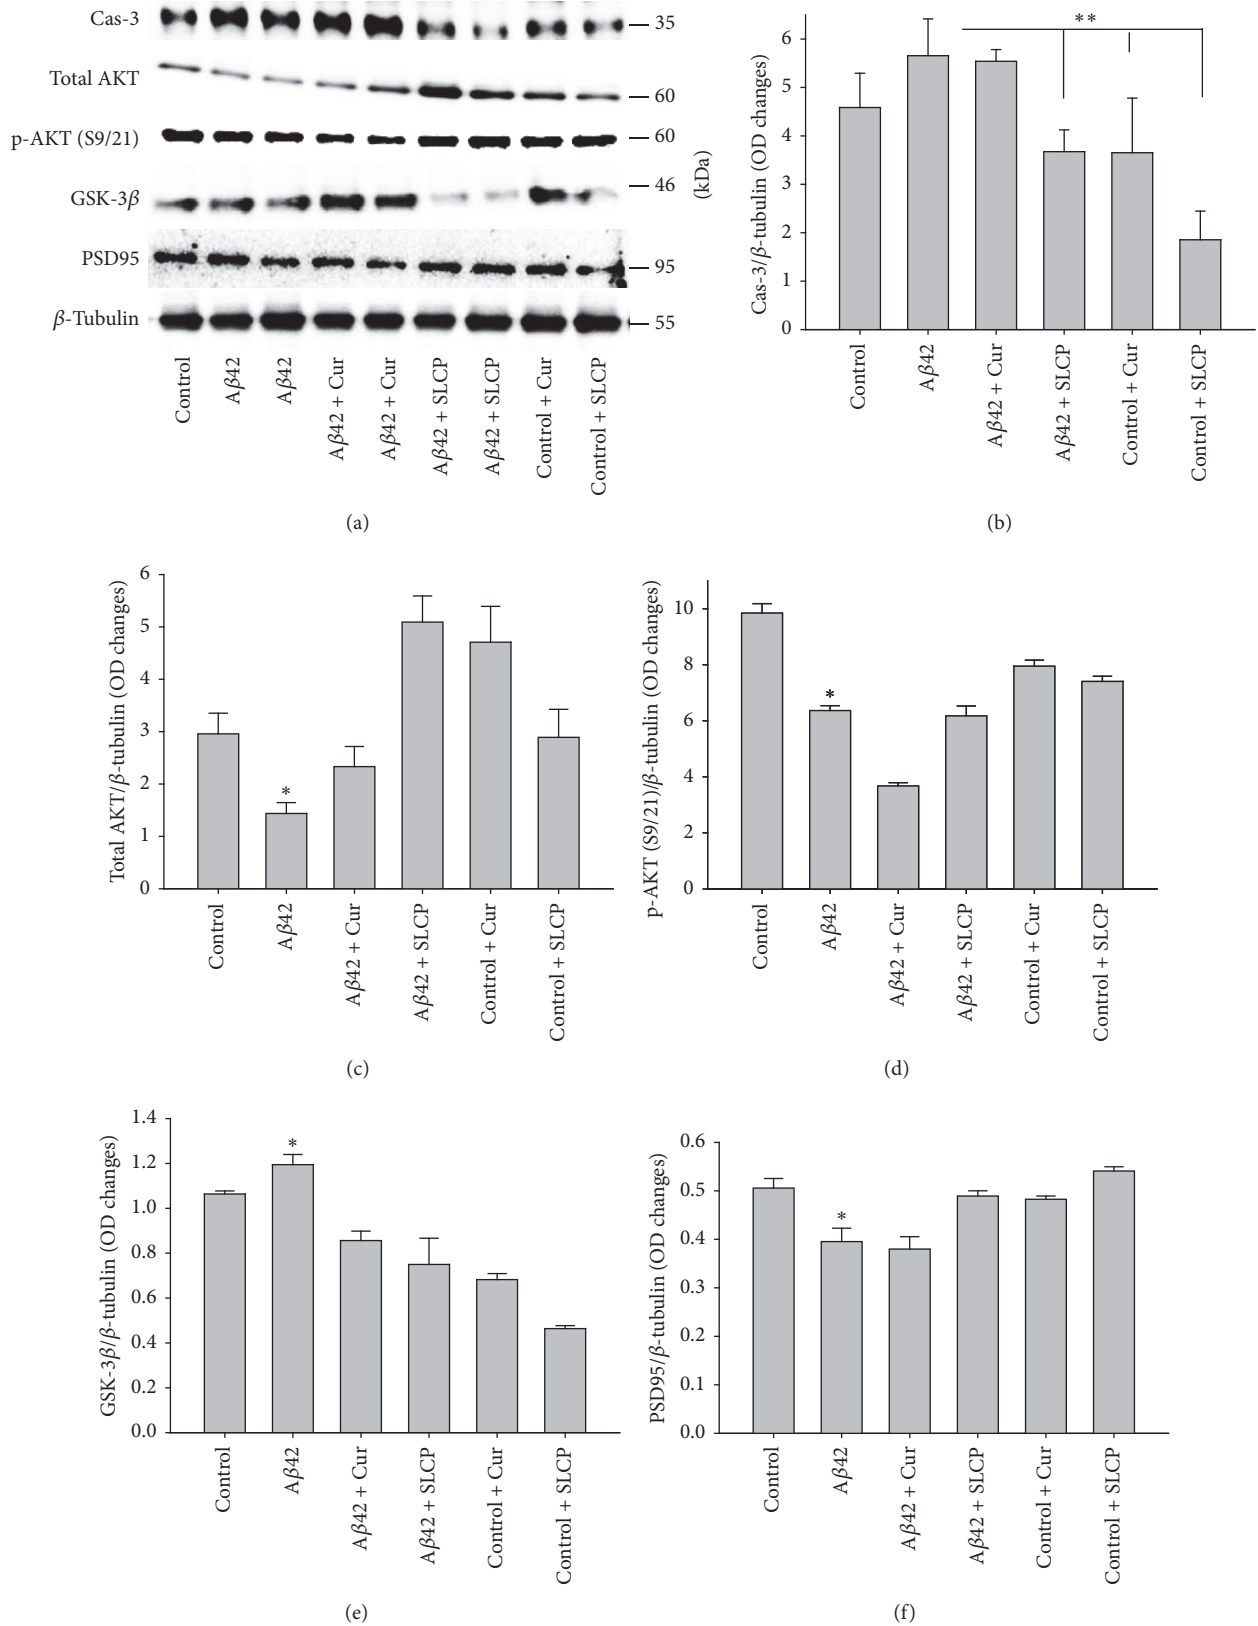 Cas-3
35
Total AKT
60
p-AKT (S9/21)
60
GSK-3β
46
PSD95
95
β-Tubulin
55
(kDa)
Control
Aβ42
Aβ42
Aβ42 + Cur
Aβ42 + Cur
Aβ42 + SLCP
Aβ42 + SLCP
Control + Cur
Control + SLCP
(a)
Cas-3/β-tubulin (OD changes)
6
5
4
3
2
1
0
**
Control
Aβ42
Aβ42 + Cur
Aβ42 + SLCP
Control + Cur
Control + SLCP
(b)
Total AKT/β-tubulin (OD changes)
6
5
4
3
2
1
0
*
Control
Aβ42
Aβ42 + Cur
Aβ42 + SLCP
Control + Cur
Control + SLCP
(c)
p-AKT (S9/21)/β-tubulin (OD changes)
10
8
6
4
2
0
*
Control
Aβ42
Aβ42 + Cur
Aβ42 + SLCP
Control + Cur
Control + SLCP
(d)
GSK-3β/β-tubulin (OD changes)
1.4
1.2
1.0
0.8
0.6
0.4
0.2
0.0
*
Control
Aβ42
Aβ42 + Cur
Aβ42 + SLCP
Control + Cur
Control + SLCP
(e)
PSD95/β-tubulin (OD changes)
0.6
0.5
0.4
0.3
0.2
0.1
0.0
*
Control
Aβ42
Aβ42 + Cur
Aβ42 + SLCP
Control + Cur
Control + SLCP
(f)